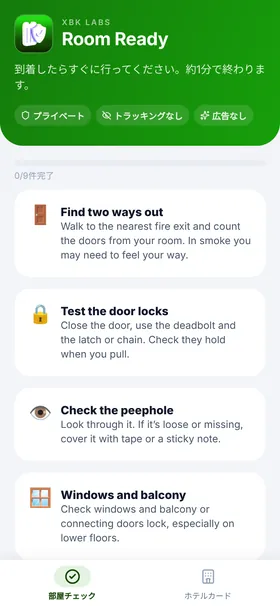 XBK LABS
Room Ready
到着したらすぐに行ってください。約1分で終わりま
す。
プライベート
トラッキングなし
広告なし
0/9件完了
Find two ways out
Walk to the nearest fire exit and count
the doors from your room. In smoke you
may need to feel your way.
Test the door locks
Close the door, use the deadbolt and
the latch or chain. Check they hold
when you pull.
Check the peephole
Look through it. If it’s loose or missing,
cover it with tape or a sticky note.
Windows and balcony
Check windows and balcony or
connecting doors lock, especially on
lower floors.
部屋チェック
ホテルカード